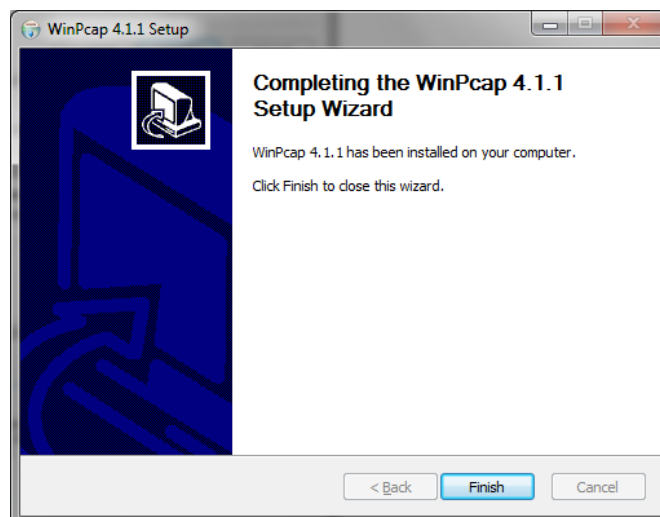 WinPcap 4.1.1 Setup
Completing the WinPcap 4.1.1
Setup Wizard
WinPcap 4.1.1 has been installed on your computer.
Click Finish to close this wizard.
< Back
Finish
Cancel